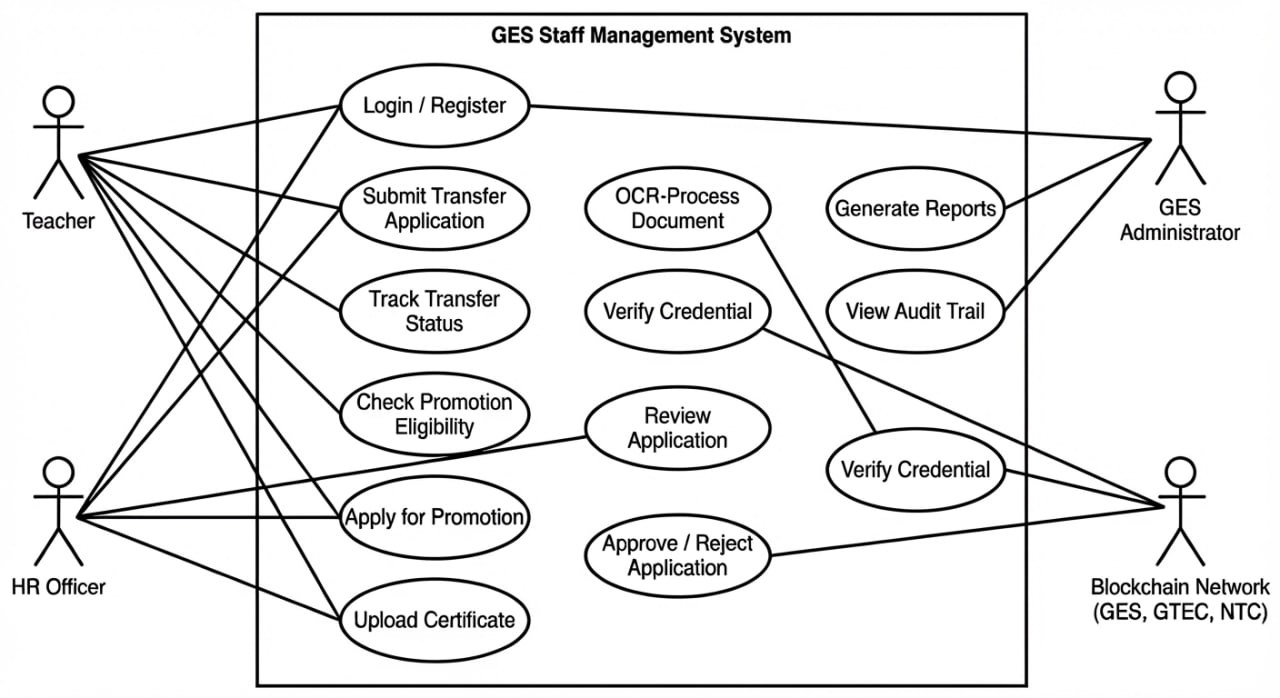 GES Staff Management System
Login / Register
Submit Transfer
Application
Track Transfer
Status
Check Promotion
Eligibility
Apply for Promotion
Upload Certificate
OCR-Process
Document
Verify Credential
Review
Application
Approve / Reject
Application
Generate Reports
View Audit Trail
Verify Credential
Teacher
HR Officer
GES
Administrator
Blockchain Network
(GES, GTEC, NTC)